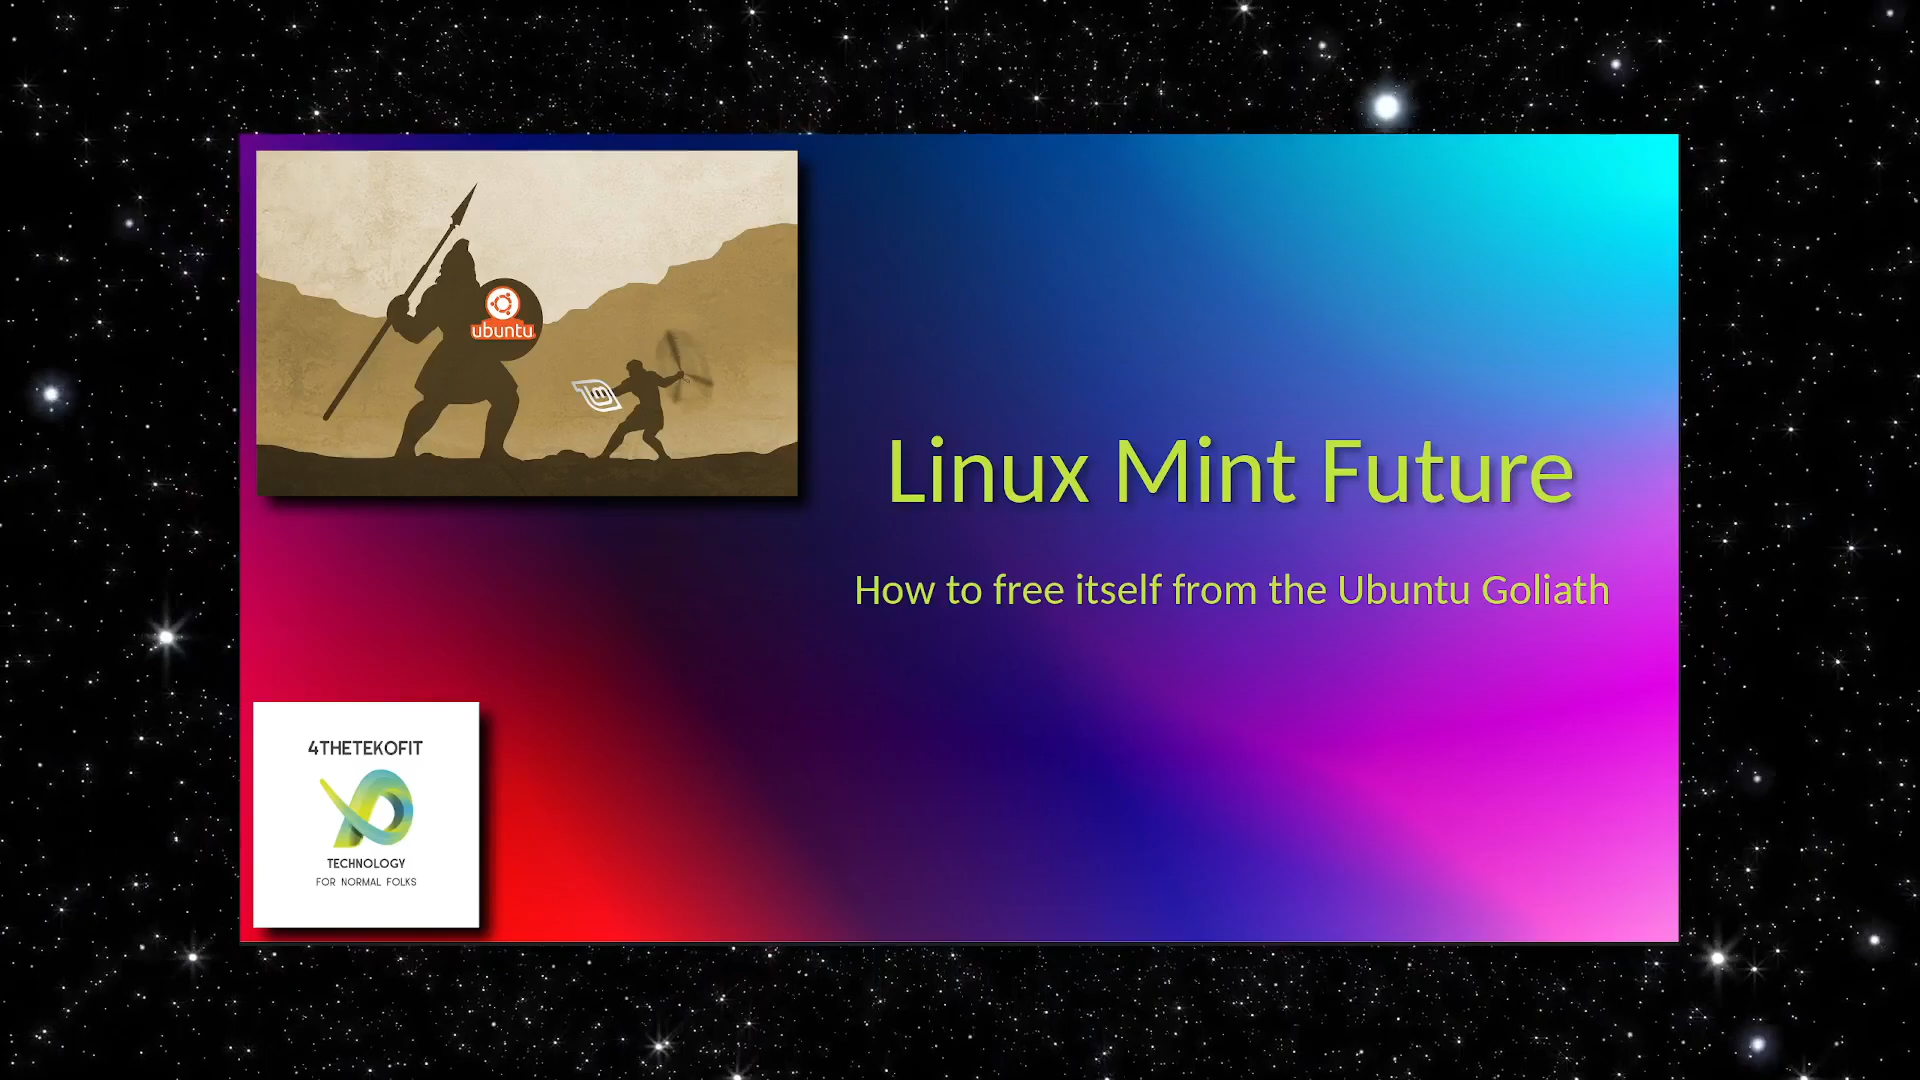 ubuntu
Linux Mint Future
How to free itself from the Ubuntu Goliath
4THETEKOFIT
TECHNOLOGY
FOR NORMAL FOLKS